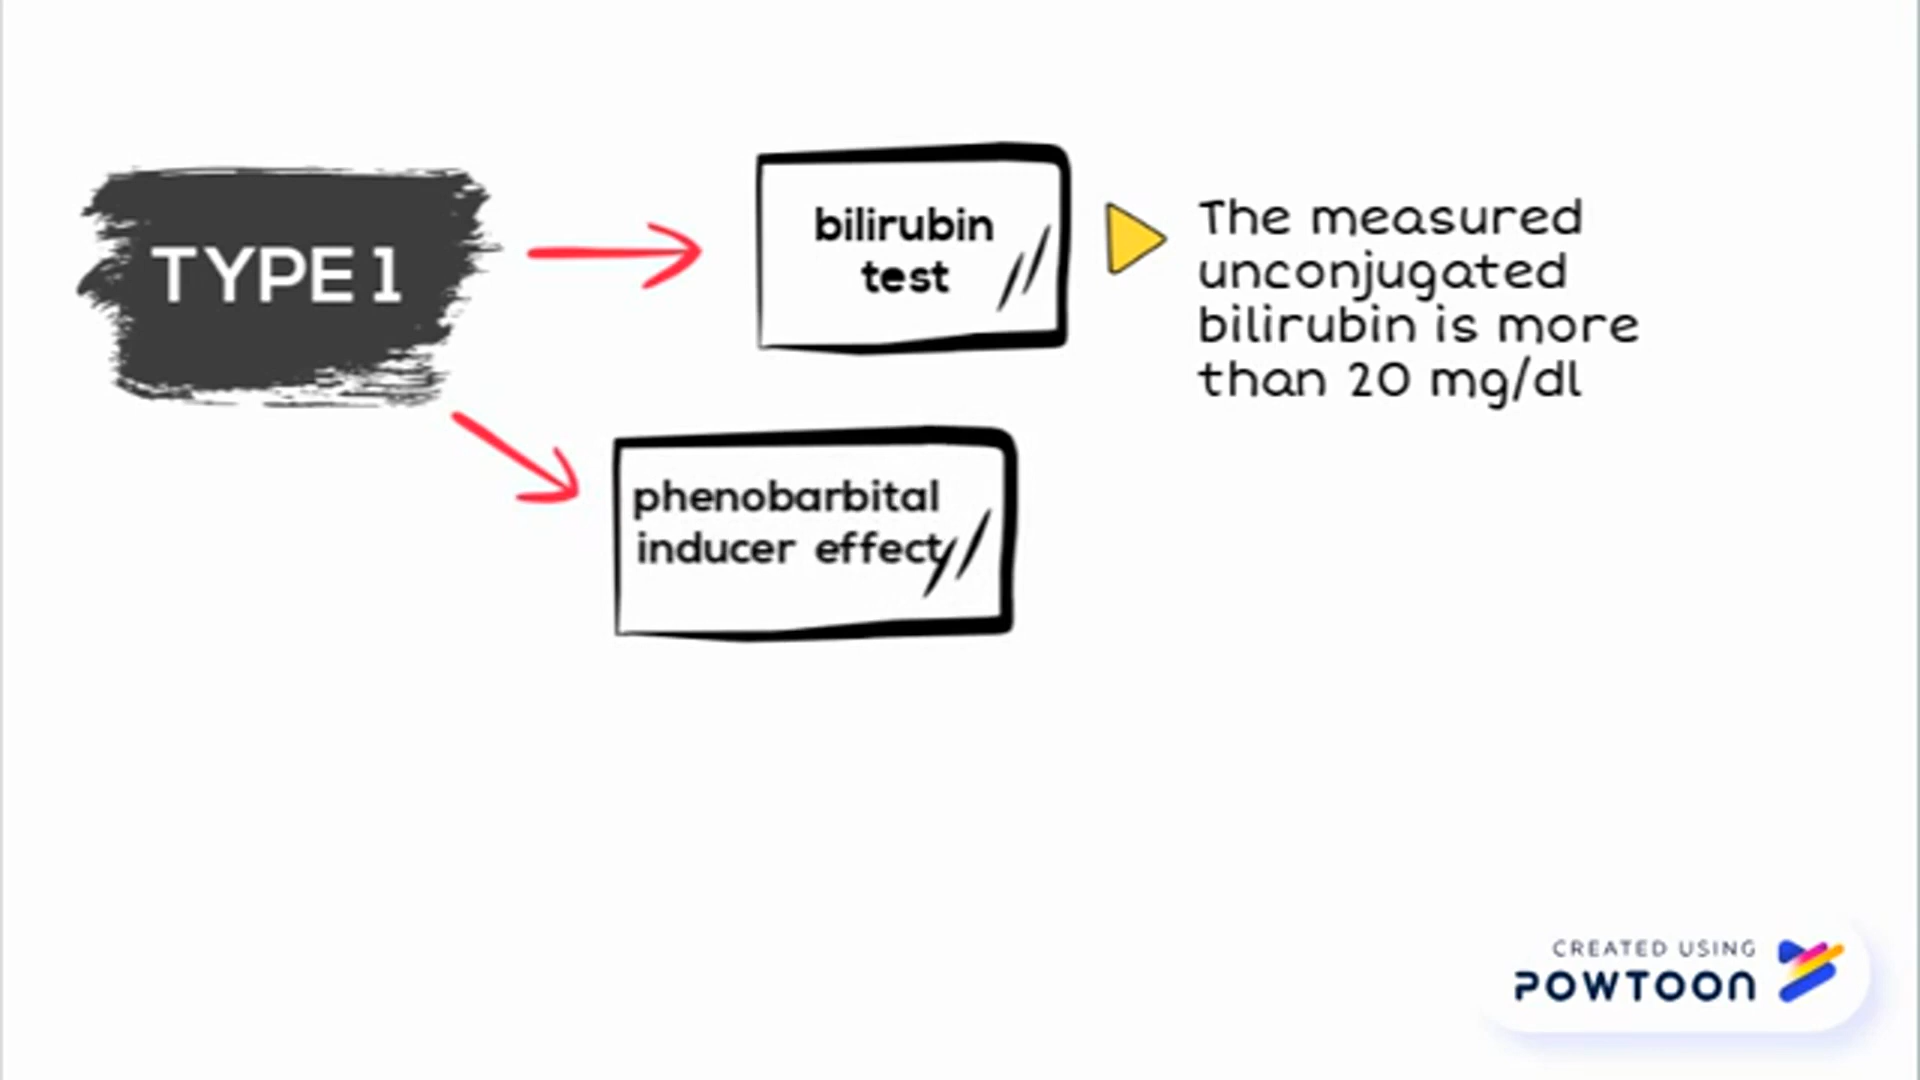 TYPE 1
bilirubin
test
The measured
unconjugated
bilirubin is more
than 20 mg/dl
phenobarbital
inducer effect
CREATED USING
POWTOON